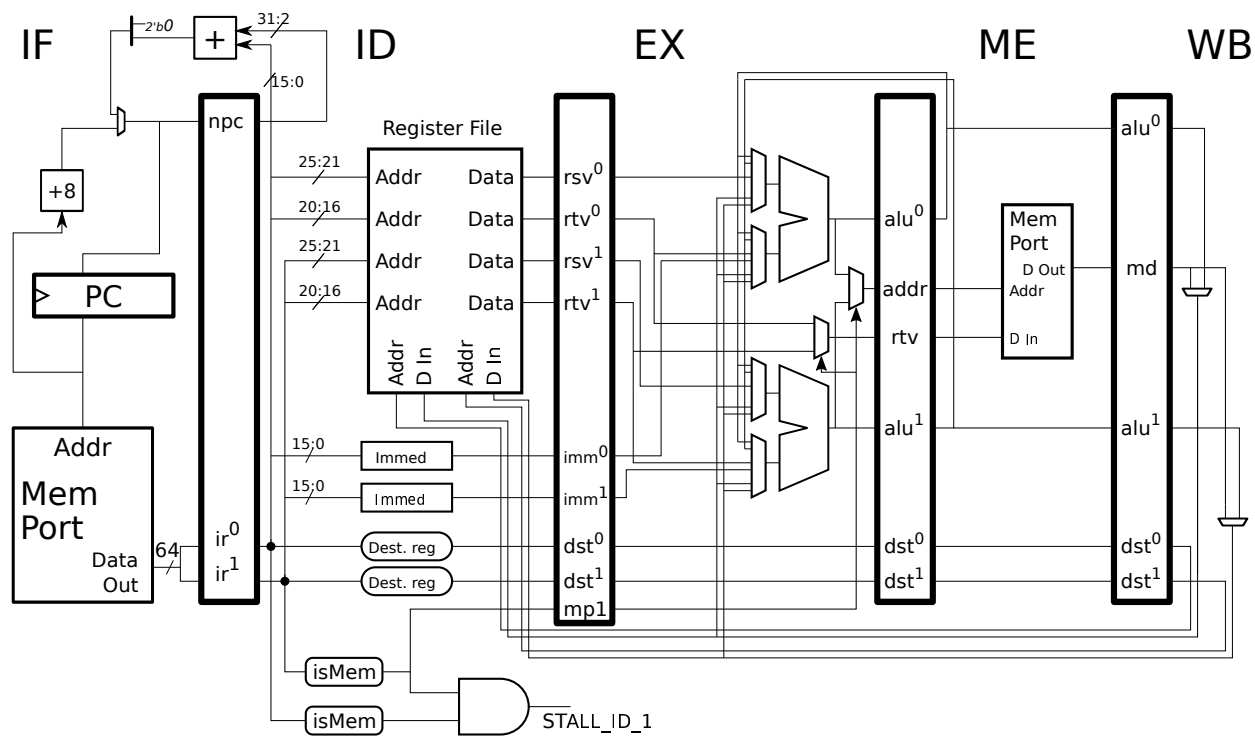 IF
ID
EX
ME
WB
2'b0
+
31:2
15:0
npc
+8
PC
Addr
Mem
Port
Data
Out
64
ir0
ir1
Register File
25:21
Addr
Data
20:16
Addr
Data
25:21
Addr
Data
20:16
Addr
Data
Addr
D In
Addr
D In
15:0
Immed
15:0
Immed
Dest. reg
Dest. reg
isMem
isMem
STALL_ID_1
rsv0
rtv0
rsv1
rtv1
imm0
imm1
dst0
dst1
mp1
alu0
addr
rtv
alu1
dst0
dst1
Mem
Port
D Out
Addr
D In
alu0
md
alu1
dst0
dst1